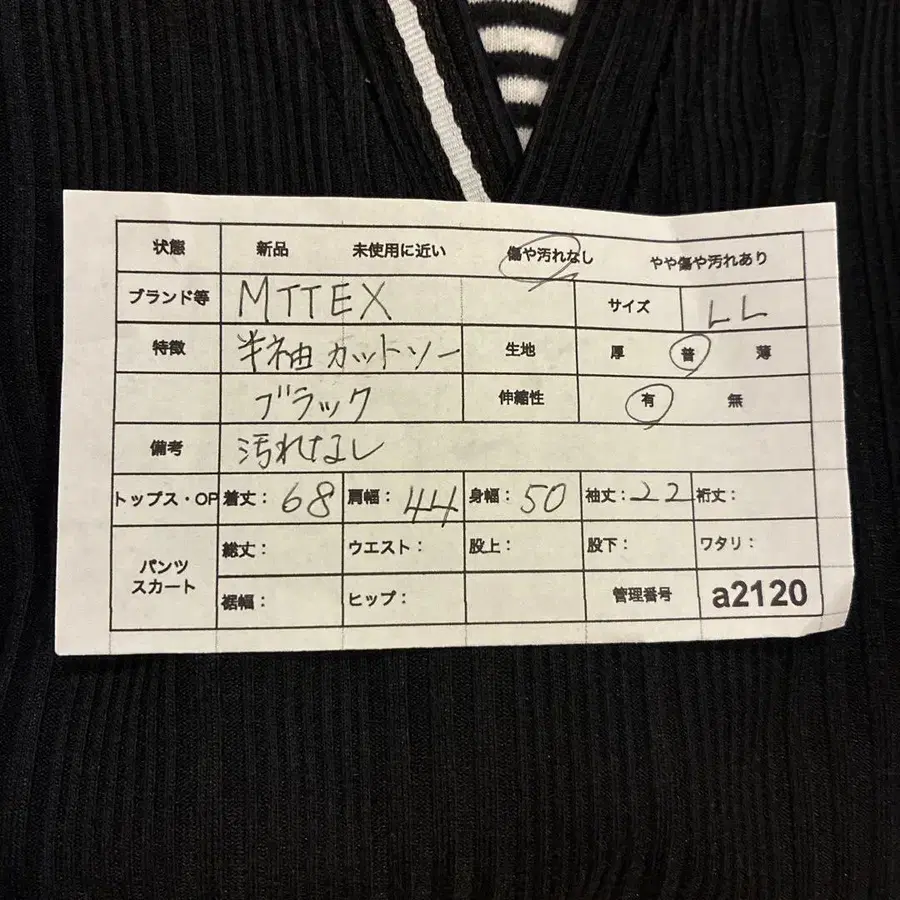 状態 新品 未使用に近い 傷や汚れなし やや傷や汚れあり
ブランド等 MTTEX サイズ LL
特徴 半袖 カットソー 生地 厚 普 薄
ブラック 伸縮性 有 無
備考 汚れなし
トップス・OP 着丈: 68 肩幅: 44 身幅: 50 袖丈: 22 裄丈:
パンツ スカート 総丈: ウエスト: 股上: 股下: ワタリ:
裾幅: ヒップ: 管理番号 a2120